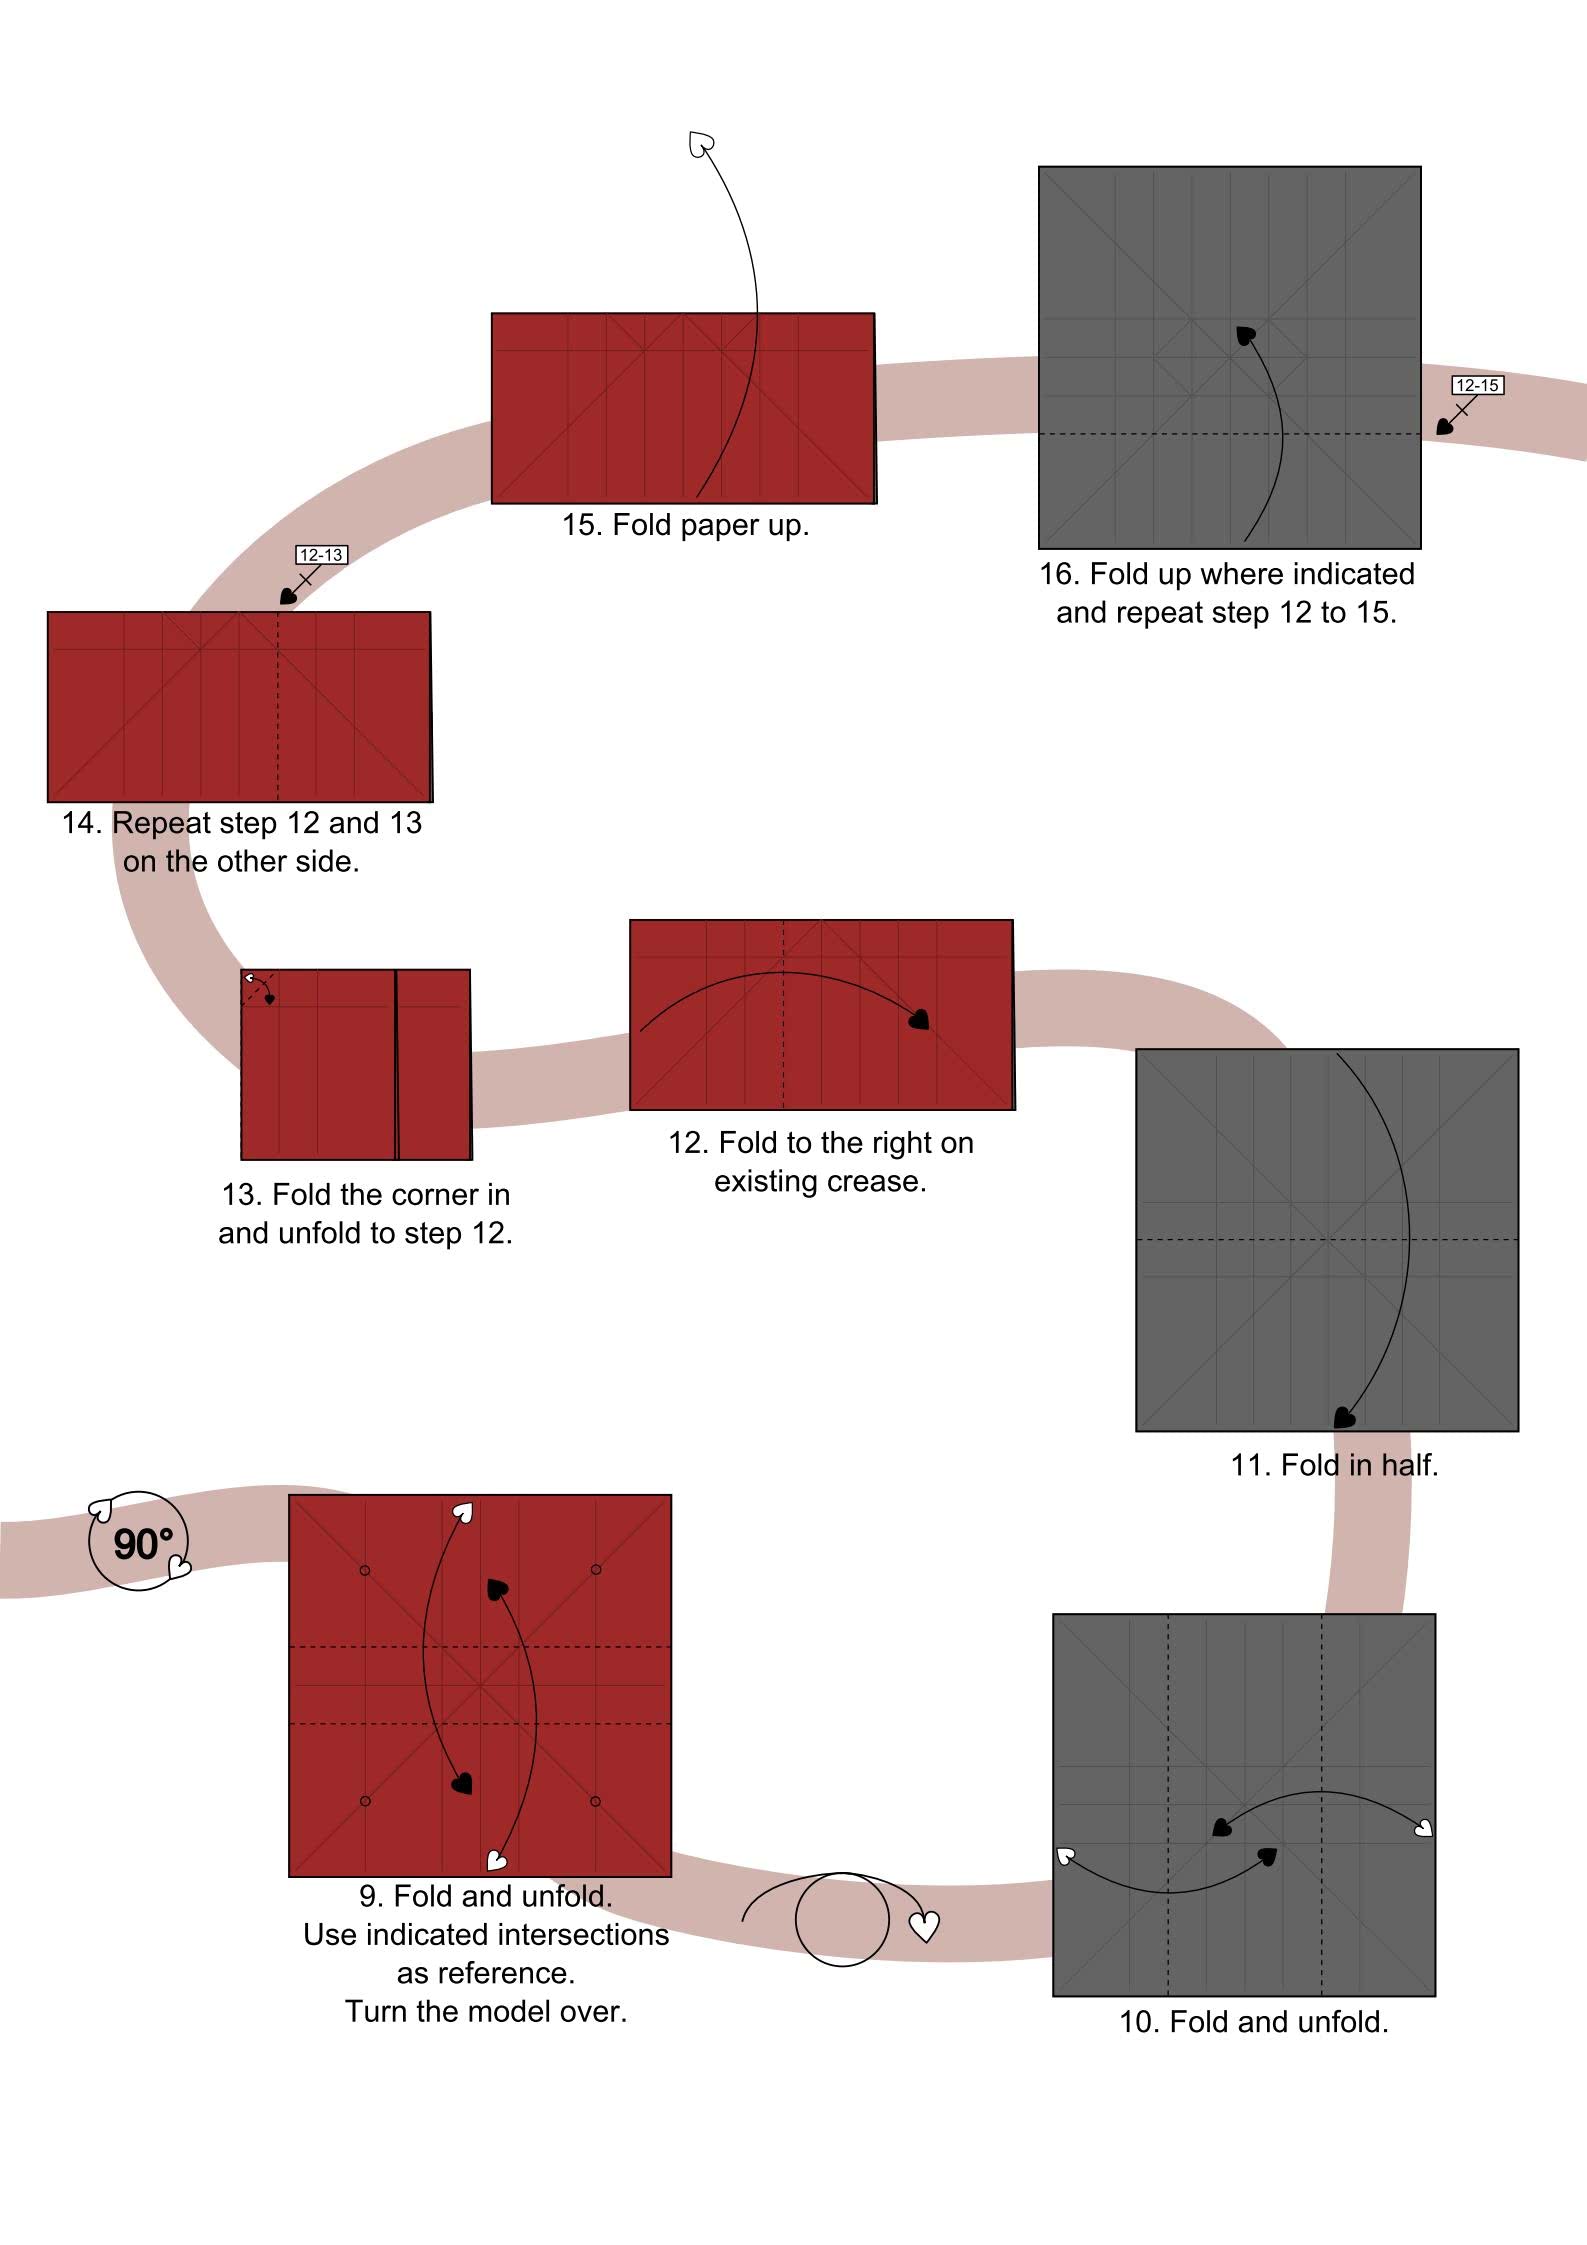 90°
9. Fold and unfold.
Use indicated intersections
as reference.
Turn the model over.
10. Fold and unfold.
11. Fold in half.
12. Fold to the right on
existing crease.
13. Fold the corner in
and unfold to step 12.
12-13
14. Repeat step 12 and 13
on the other side.
15. Fold paper up.
12-15
16. Fold up where indicated
and repeat step 12 to 15.